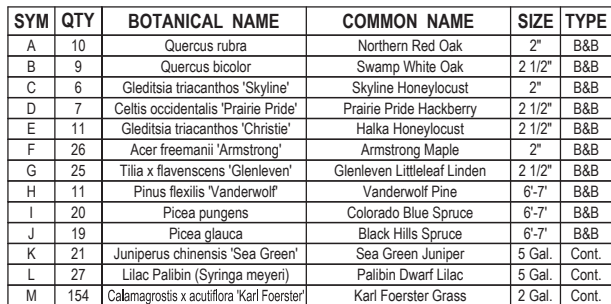 SYM QTY BOTANICAL NAME COMMON NAME SIZE TYPE
A 10 Quercus rubra Northern Red Oak 2" B&B
B 9 Quercus bicolor Swamp White Oak 2 1/2" B&B
C 6 Gleditsia triacanthos 'Skyline' Skyline Honeylocust 2" B&B
D 7 Celtis occidentalis 'Prairie Pride' Prairie Pride Hackberry 2 1/2" B&B
E 11 Gleditsia triacanthos 'Christie' Halka Honeylocust 2 1/2" B&B
F 26 Acer freemanii 'Armstrong' Armstrong Maple 2" B&B
G 25 Tilia x flavenscens 'Glenleven' Glenleven Littleleaf Linden 2 1/2" B&B
H 11 Pinus flexilis 'Vanderwolf' Vanderwolf Pine 6'-7' B&B
I 20 Picea pungens Colorado Blue Spruce 6'-7' B&B
J 19 Picea glauca Black Hills Spruce 6'-7' B&B
K 21 Juniperus chinensis 'Sea Green' Sea Green Juniper 5 Gal. Cont.
L 27 Lilac Palibin (Syringa meyeri) Palibin Dwarf Lilac 5 Gal. Cont.
M 154 Calamagrostis x acutiflora 'Karl Foerster' Karl Foerster Grass 2 Gal. Cont.